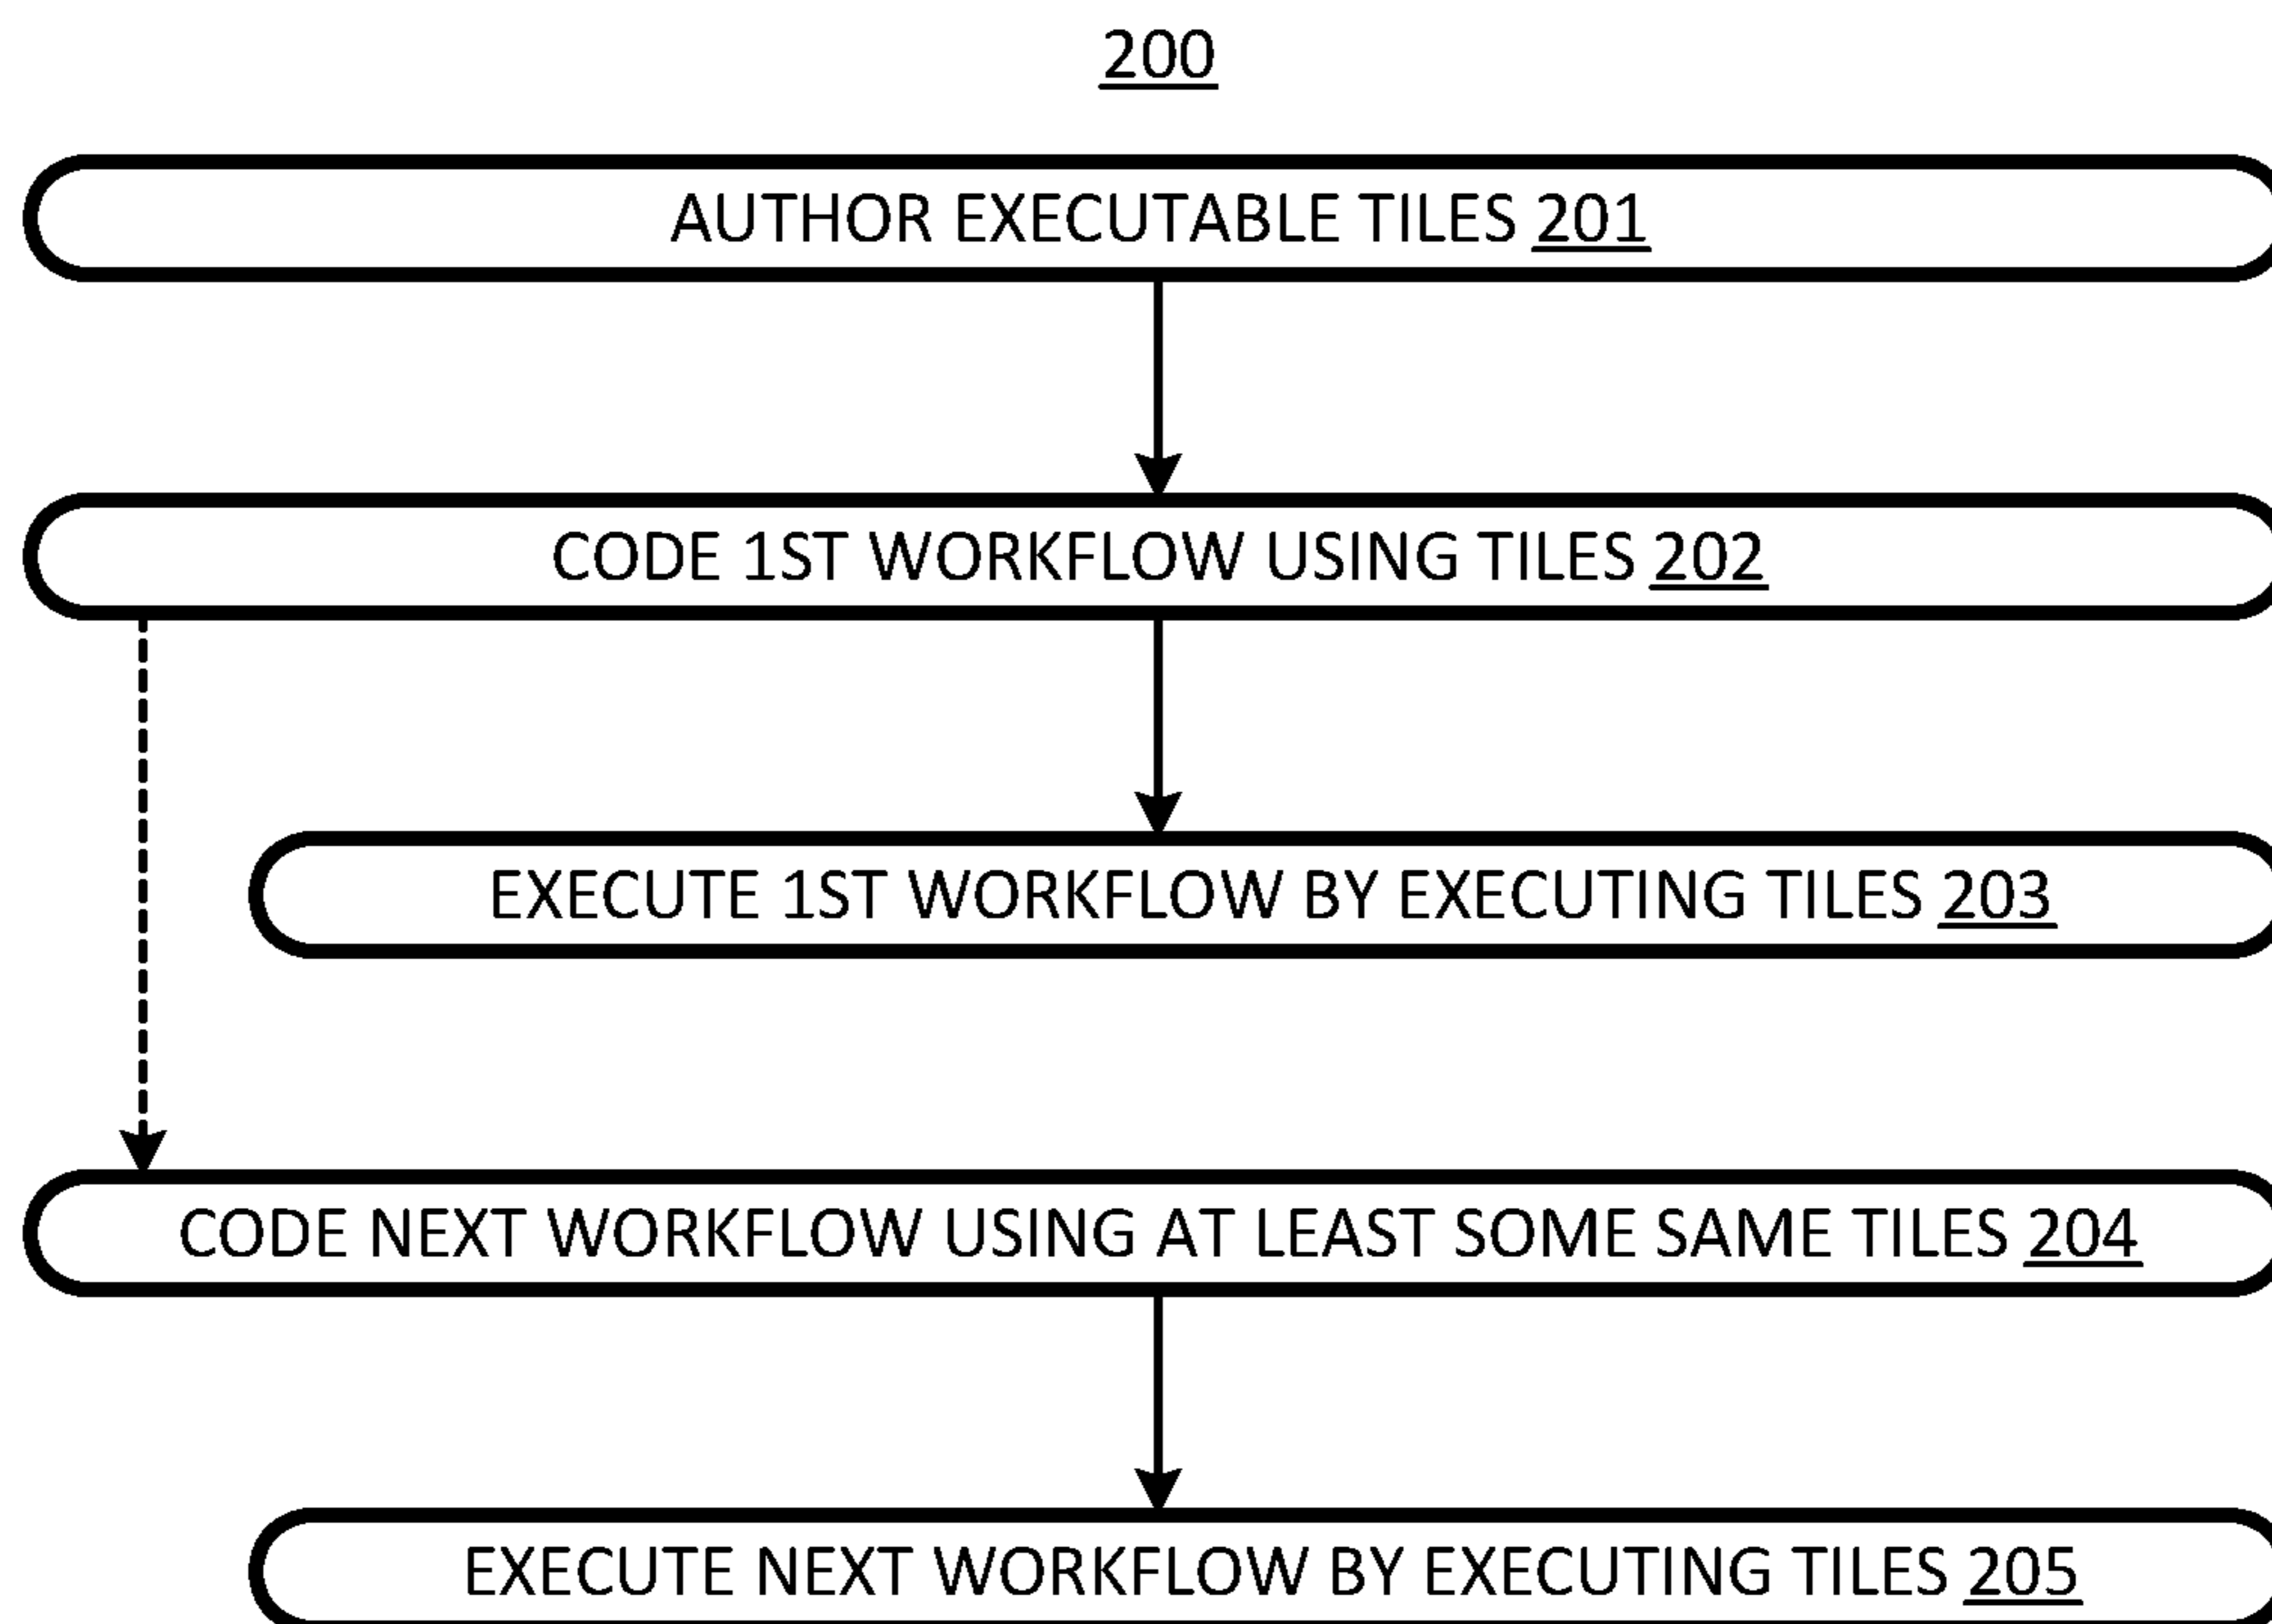 200
AUTHOR EXECUTABLE TILES 201
CODE 1ST WORKFLOW USING TILES 202
EXECUTE 1ST WORKFLOW BY EXECUTING TILES 203
CODE NEXT WORKFLOW USING AT LEAST SOME SAME TILES 204
EXECUTE NEXT WORKFLOW BY EXECUTING TILES 205